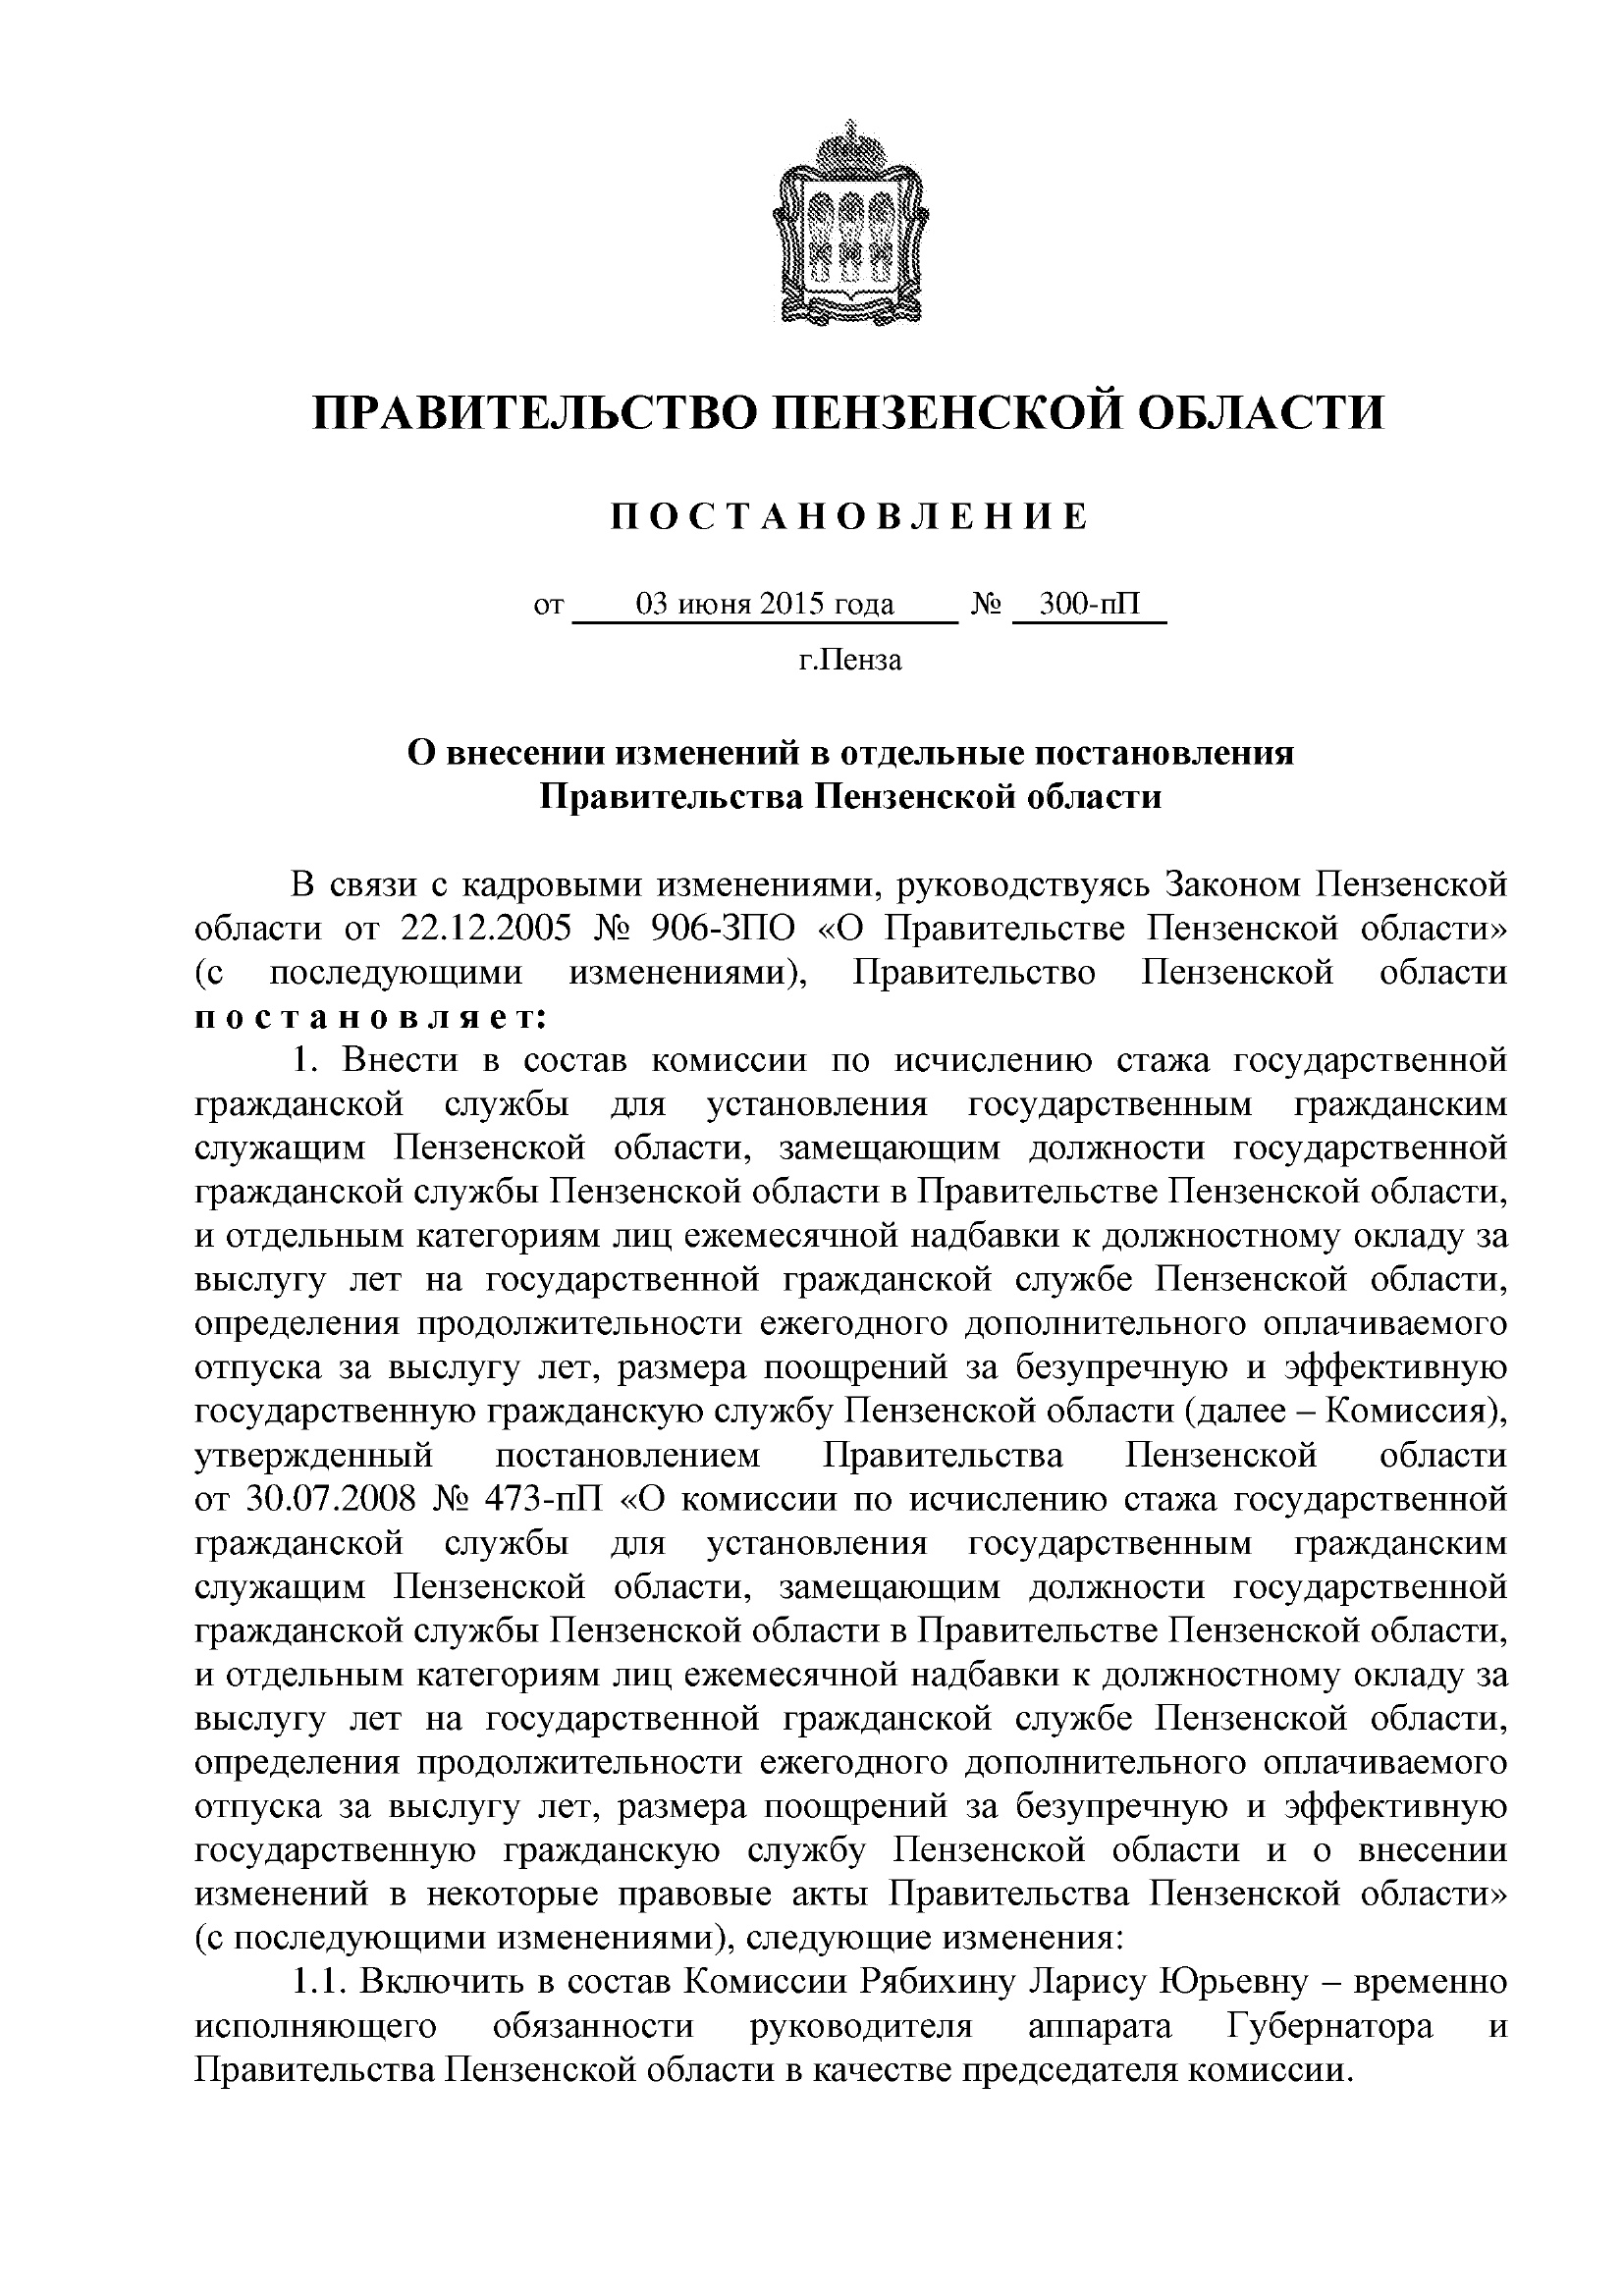 ПРАВИТЕЛЬСТВО ПЕНЗЕНСКОЙ ОБЛАСТИ
П О С Т А Н О В Л Е Н И Е
от 03 июня 2015 года № 300-пП
г.Пенза
О внесении изменений в отдельные постановления
Правительства Пензенской области
В связи с кадровыми изменениями, руководствуясь Законом Пензенской
области от 22.12.2005 № 906-ЗПО «О Правительстве Пензенской области»
(с последующими изменениями), Правительство Пензенской области
п о с т а н о в л я е т:
1. Внести в состав комиссии по исчислению стажа государственной
гражданской службы для установления государственным гражданским
служащим Пензенской области, замещающим должности государственной
гражданской службы Пензенской области в Правительстве Пензенской области,
и отдельным категориям лиц ежемесячной надбавки к должностному окладу за
выслугу лет на государственной гражданской службе Пензенской области,
определения продолжительности ежегодного дополнительного оплачиваемого
отпуска за выслугу лет, размера поощрений за безупречную и эффективную
государственную гражданскую службу Пензенской области (далее – Комиссия),
утвержденный постановлением Правительства Пензенской области
от 30.07.2008 № 473-пП «О комиссии по исчислению стажа государственной
гражданской службы для установления государственным гражданским
служащим Пензенской области, замещающим должности государственной
гражданской службы Пензенской области в Правительстве Пензенской области,
и отдельным категориям лиц ежемесячной надбавки к должностному окладу за
выслугу лет на государственной гражданской службе Пензенской области,
определения продолжительности ежегодного дополнительного оплачиваемого
отпуска за выслугу лет, размера поощрений за безупречную и эффективную
государственную гражданскую службу Пензенской области и о внесении
изменений в некоторые правовые акты Правительства Пензенской области»
(с последующими изменениями), следующие изменения:
1.1. Включить в состав Комиссии Рябихину Ларису Юрьевну – временно
исполняющего обязанности руководителя аппарата Губернатора и
Правительства Пензенской области в качестве председателя комиссии.